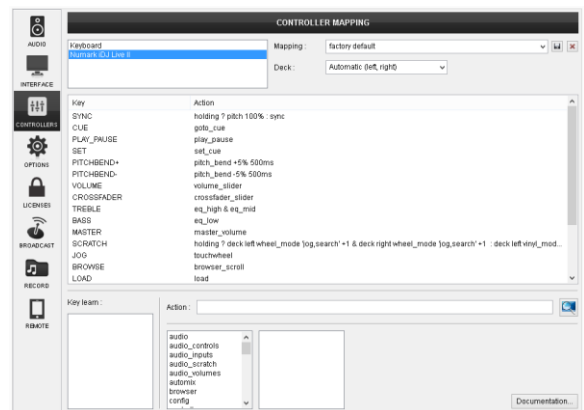 CONTROLLER MAPPING
AUDIO
INTERFACE
CONTROLLERS
OPTIONS
LICENSES
BROADCAST
RECORD
REMOTE
Keyboard
Numark iDJ Live II
Mapping : factory default
Deck : Automatic (left, right)
Key Action
SYNC holding ? pitch 100% : sync
CUE goto_cue
PLAY_PAUSE play_pause
SET set_cue
PITCHBEND+ pitch_bend +5% 500ms
PITCHBEND- pitch_bend -5% 500ms
VOLUME volume_slider
CROSSFADER crossfader_slider
TREBLE eq_high & eq_mid
BASS eq_low
MASTER master_volume
SCRATCH holding ? deck left wheel_mode 'jog,search' +1 & deck right wheel_mode 'jog,search' +1 : deck left vinyl_mod...
JOG touchwheel
BROWSE browser_scroll
LOAD load
Key learn :
Action :
audio
audio_controls
audio_inputs
audio_scratch
audio_volumes
automix
browser
config
Documentation...